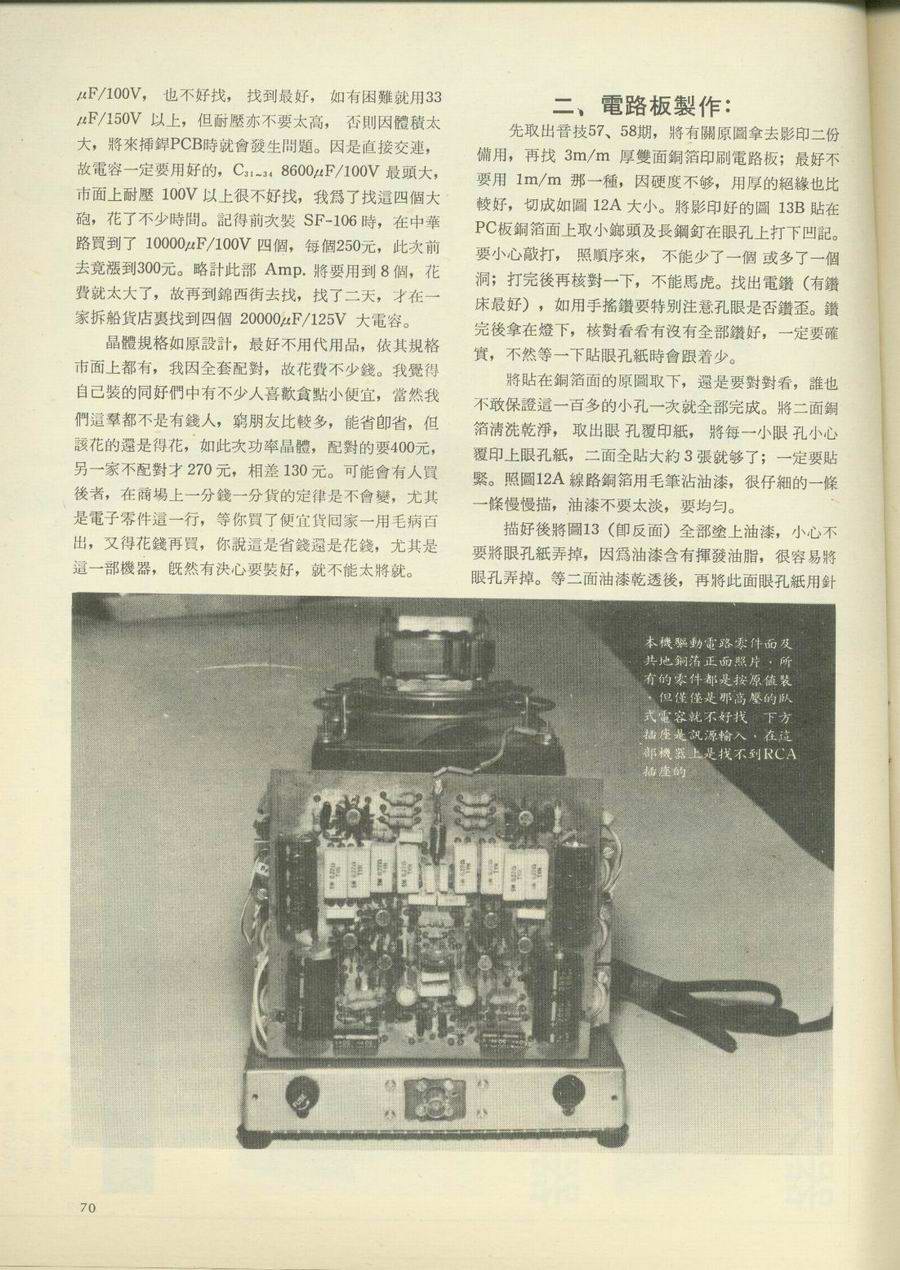 μF/100V， 也不好找， 找到最好， 如有困難就用33
μF/150V 以上，但耐壓亦不要太高， 否則因體積太
大，將來揷銲PCB時就會發生問題。因是直接交連，
故電容一定要用好的，C₃₁~₃₄ 8600μF/100V 最頭大，
市面上耐壓 100V 以上很不好找，我爲了找這四個大
砲，花了不少時間。記得前次裝 SF-106 時，在中華
路買到了 10000μF/100V 四個，每個250元，此次前
去竟漲到300元。略計此部 Amp. 將要用到 8 個，花
費就太大了，故再到錦西街去找，找了二天，才在一
家拆船貨店裏找到四個 20000μF/125V 大電容。
晶體規格如原設計，最好不用代用品，依其規格
市面上都有，我因全套配對，故花費不少錢。我覺得
自己裝的同好們中有不少人喜歡貪點小便宜，當然我
們這羣都不是有錢人，窮朋友比較多，能省卽省，但
該花的還是得花，如此次功率晶體，配對的要400元，
另一家不配對才 270 元，相差 130 元。可能會有人買
後者，在商場上一分錢一分貨的定律是不會變，尤其
是電子零件這一行，等你買了便宜貨回家一用毛病百
出，又得花錢再買，你說這是省錢還是花錢，尤其是
這一部機器，旣然有決心要裝好，就不能太將就。
二、電路板製作：
先取出音技57、58期，將有關原圖拿去影印二份
備用，再找 3m/m 厚雙面銅箔印刷電路板；最好不
要用 1m/m 那一種，因硬度不够，用厚的絕緣也比
較好，切成如圖 12A 大小。將影印好的圖 13B 貼在
PC板銅箔面上取小鎯頭及長鋼釘在眼孔上打下凹記。
要小心敲打， 照順序來， 不能少了一個 或多了一個
洞；打完後再核對一下，不能馬虎。找出電鑽（有鑽
床最好），如用手搖鑽要特別注意孔眼是否鑽歪。鑽
完後拿在燈下，核對看看有沒有全部鑽好，一定要確
實，不然等一下貼眼孔紙時會跟着少。
將貼在銅箔面的原圖取下，還是要對對看，誰也
不敢保證這一百多的小孔一次就全部完成。將二面銅
箔淸洗乾淨， 取出眼 孔覆印紙， 將每一小眼 孔小心
覆印上眼孔紙，二面全貼大約 3 張就够了；一定要貼
緊。照圖12A 線路銅箔用毛筆沾油漆，很仔細的一條
一條慢慢描，油漆不要太淡，要均勻。
描好後將圖13（卽反面）全部塗上油漆，小心不
要將眼孔紙弄掉，因爲油漆含有揮發油脂，很容易將
眼孔弄掉。等二面油漆乾透後，再將此面眼孔紙用針
本機驅動電路零件面及
共地銅箔正面照片，所
有的零件都是按原值裝
，但僅僅是那高壓的臥
式電容就不好找 下方
插座是訊源輸入，在這
部機器上是找不到RCA
插座的
70